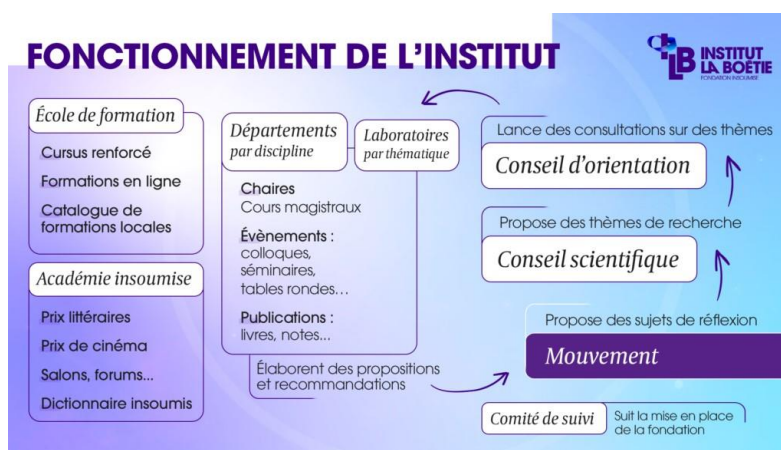 FONCTIONNEMENT DE L'INSTITUT
INSTITUT
LA BOÉTIE
FONDATION INSOUMISE
École de formation
Cursus renforcé
Formations en ligne
Catalogue de
formations locales
Académie insoumise
Prix littéraires
Prix de cinéma
Salons, forums...
Dictionnaire insoumis
Départements
par discipline
Laboratoires
par thématique
Chaires
Cours magistraux
Évènements :
colloques,
séminaires,
tables rondes...
Publications :
livres, notes...
Élaborent des propositions
et recommandations
Lance des consultations sur des thèmes
Conseil d'orientation
Propose des thèmes de recherche
Conseil scientifique
Propose des sujets de réflexion
Mouvement
Comité de suivi
Suit la mise en place
de la fondation